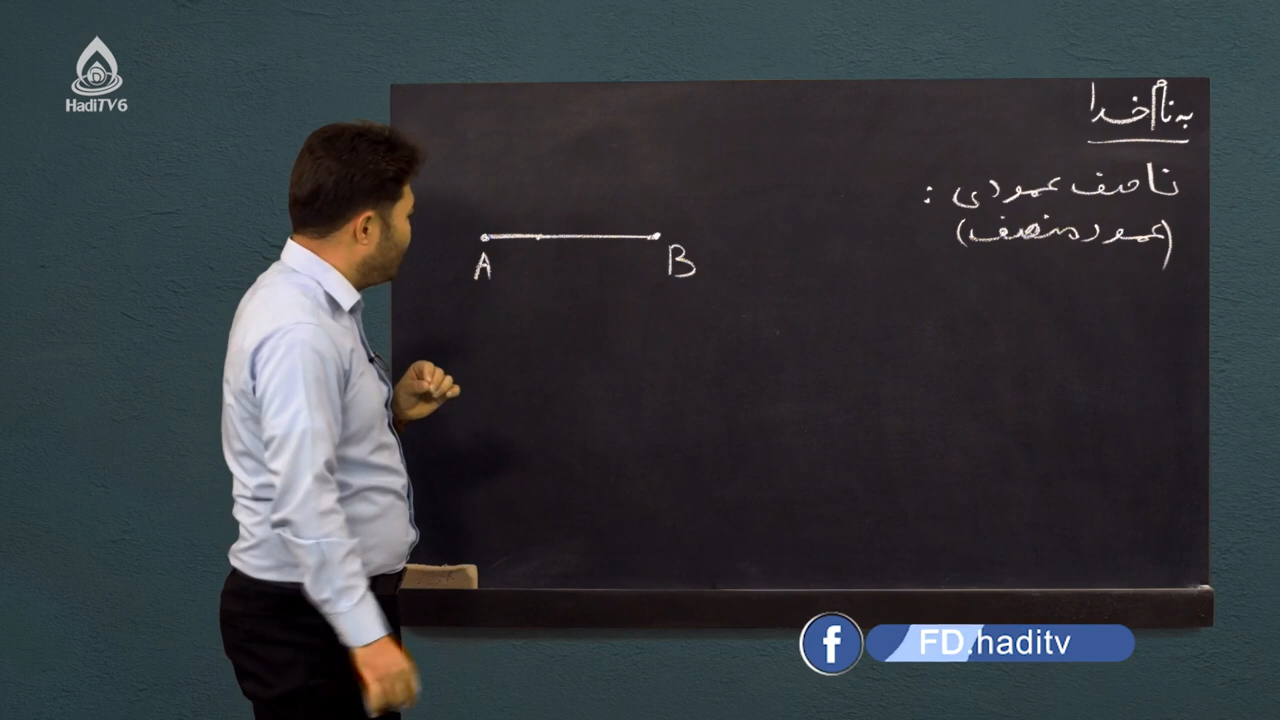 HadiTV6
به نام خدا
ناصف عمودی :
(عمود منصف)
A
B
f FD.haditv